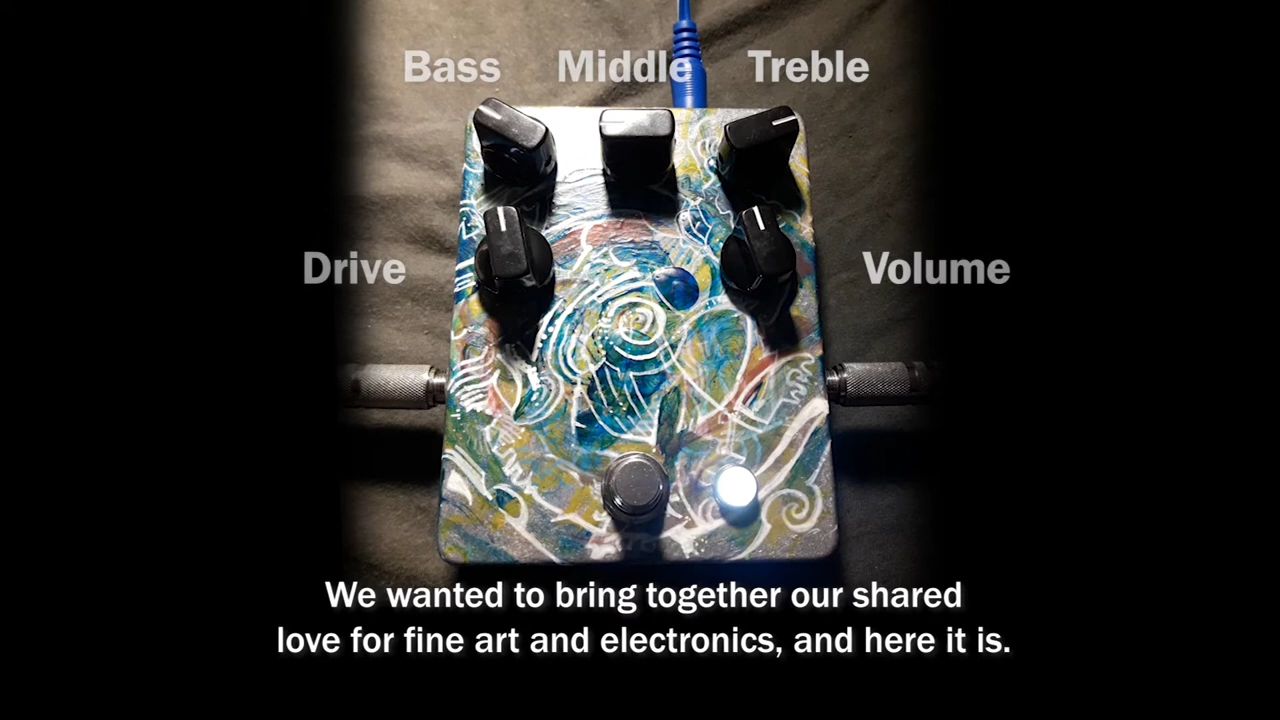 Bass Middle Treble
Drive Volume
We wanted to bring together our shared
love for fine art and electronics, and here it is.